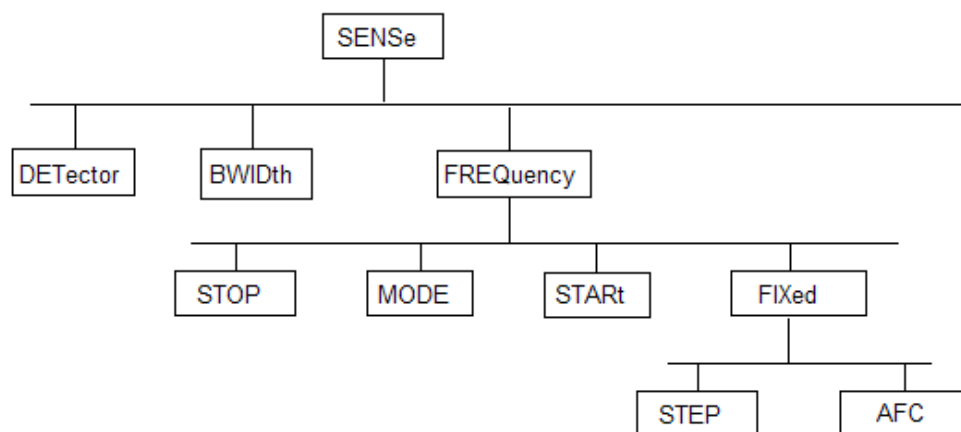 SENSe
DETector
BWIDth
FREQuency
STOP
MODE
STARt
FIXed
STEP
AFC